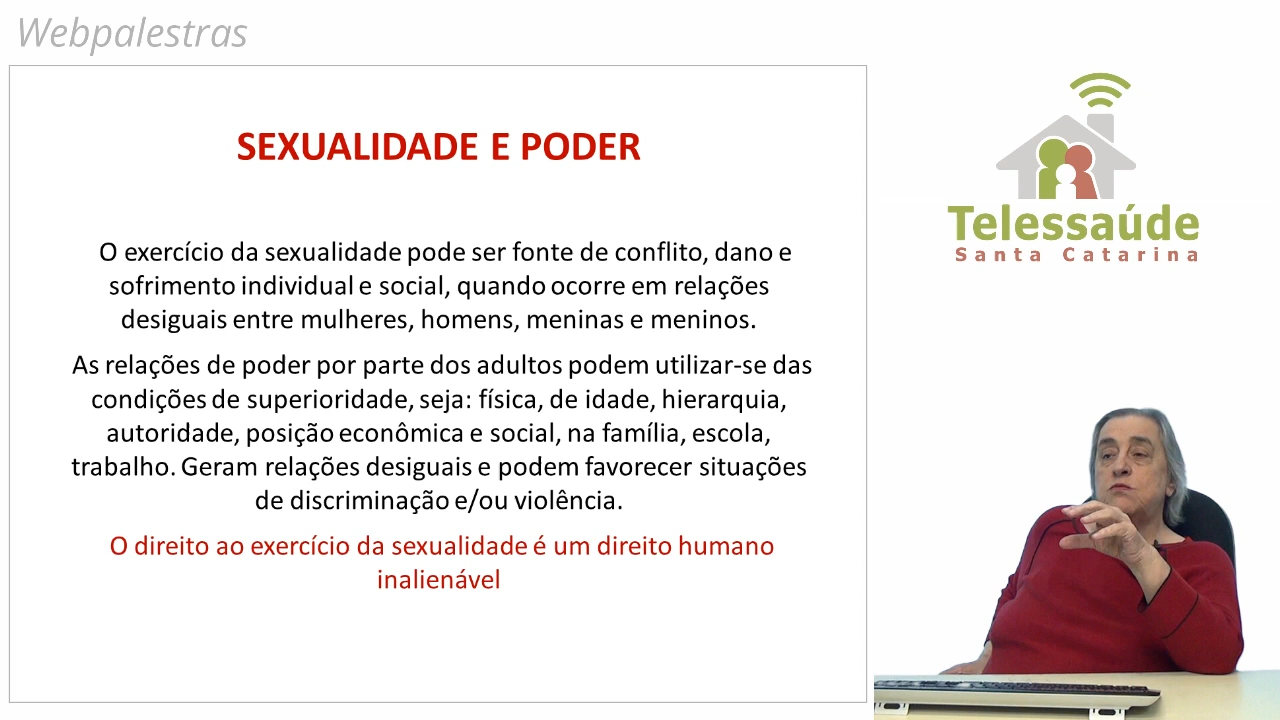 Webpalestras
SEXUALIDADE E PODER
O exercício da sexualidade pode ser fonte de conflito, dano e
sofrimento individual e social, quando ocorre em relações
desiguais entre mulheres, homens, meninas e meninos.
As relações de poder por parte dos adultos podem utilizar-se das
condições de superioridade, seja: física, de idade, hierarquia,
autoridade, posição econômica e social, na família, escola,
trabalho. Geram relações desiguais e podem favorecer situações
de discriminação e/ou violência.
O direito ao exercício da sexualidade é um direito humano
inalienável
Telessaúde
Santa Catarina